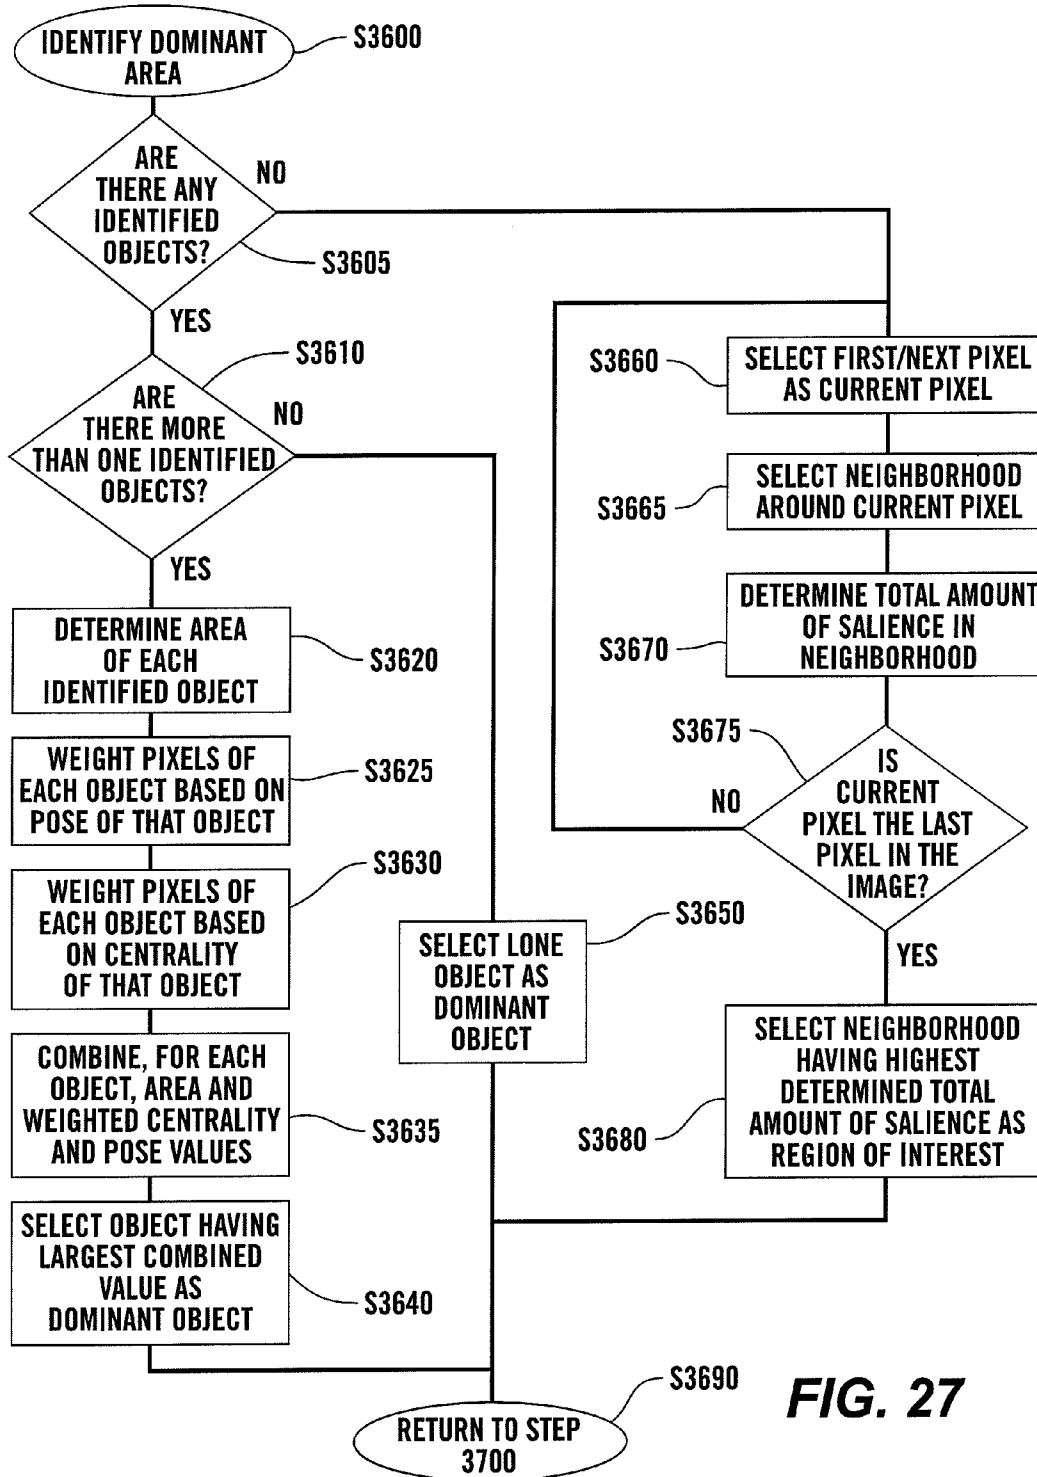 IDENTIFY DOMINANT
AREA
S3600
ARE
THERE ANY
IDENTIFIED
OBJECTS?
NO
S3605
YES
S3610
ARE
THERE MORE
THAN ONE IDENTIFIED
OBJECTS?
NO
YES
DETERMINE AREA
OF EACH
IDENTIFIED OBJECT
S3620
WEIGHT PIXELS OF
EACH OBJECT BASED ON
POSE OF THAT OBJECT
S3625
WEIGHT PIXELS OF
EACH OBJECT BASED
ON CENTRALITY
OF THAT OBJECT
S3630
COMBINE, FOR EACH
OBJECT, AREA AND
WEIGHTED CENTRALITY
AND POSE VALUES
S3635
SELECT OBJECT HAVING
LARGEST COMBINED
VALUE AS
DOMINANT OBJECT
S3640
SELECT LONE
OBJECT AS
DOMINANT
OBJECT
S3650
S3660
SELECT FIRST/NEXT PIXEL
AS CURRENT PIXEL
S3665
SELECT NEIGHBORHOOD
AROUND CURRENT PIXEL
S3670
DETERMINE TOTAL AMOUNT
OF SALIENCE IN
NEIGHBORHOOD
S3675
IS
CURRENT
PIXEL THE LAST
PIXEL IN THE
IMAGE?
NO
YES
S3680
SELECT NEIGHBORHOOD
HAVING HIGHEST
DETERMINED TOTAL
AMOUNT OF SALIENCE AS
REGION OF INTEREST
S3690
RETURN TO STEP
3700
FIG. 27